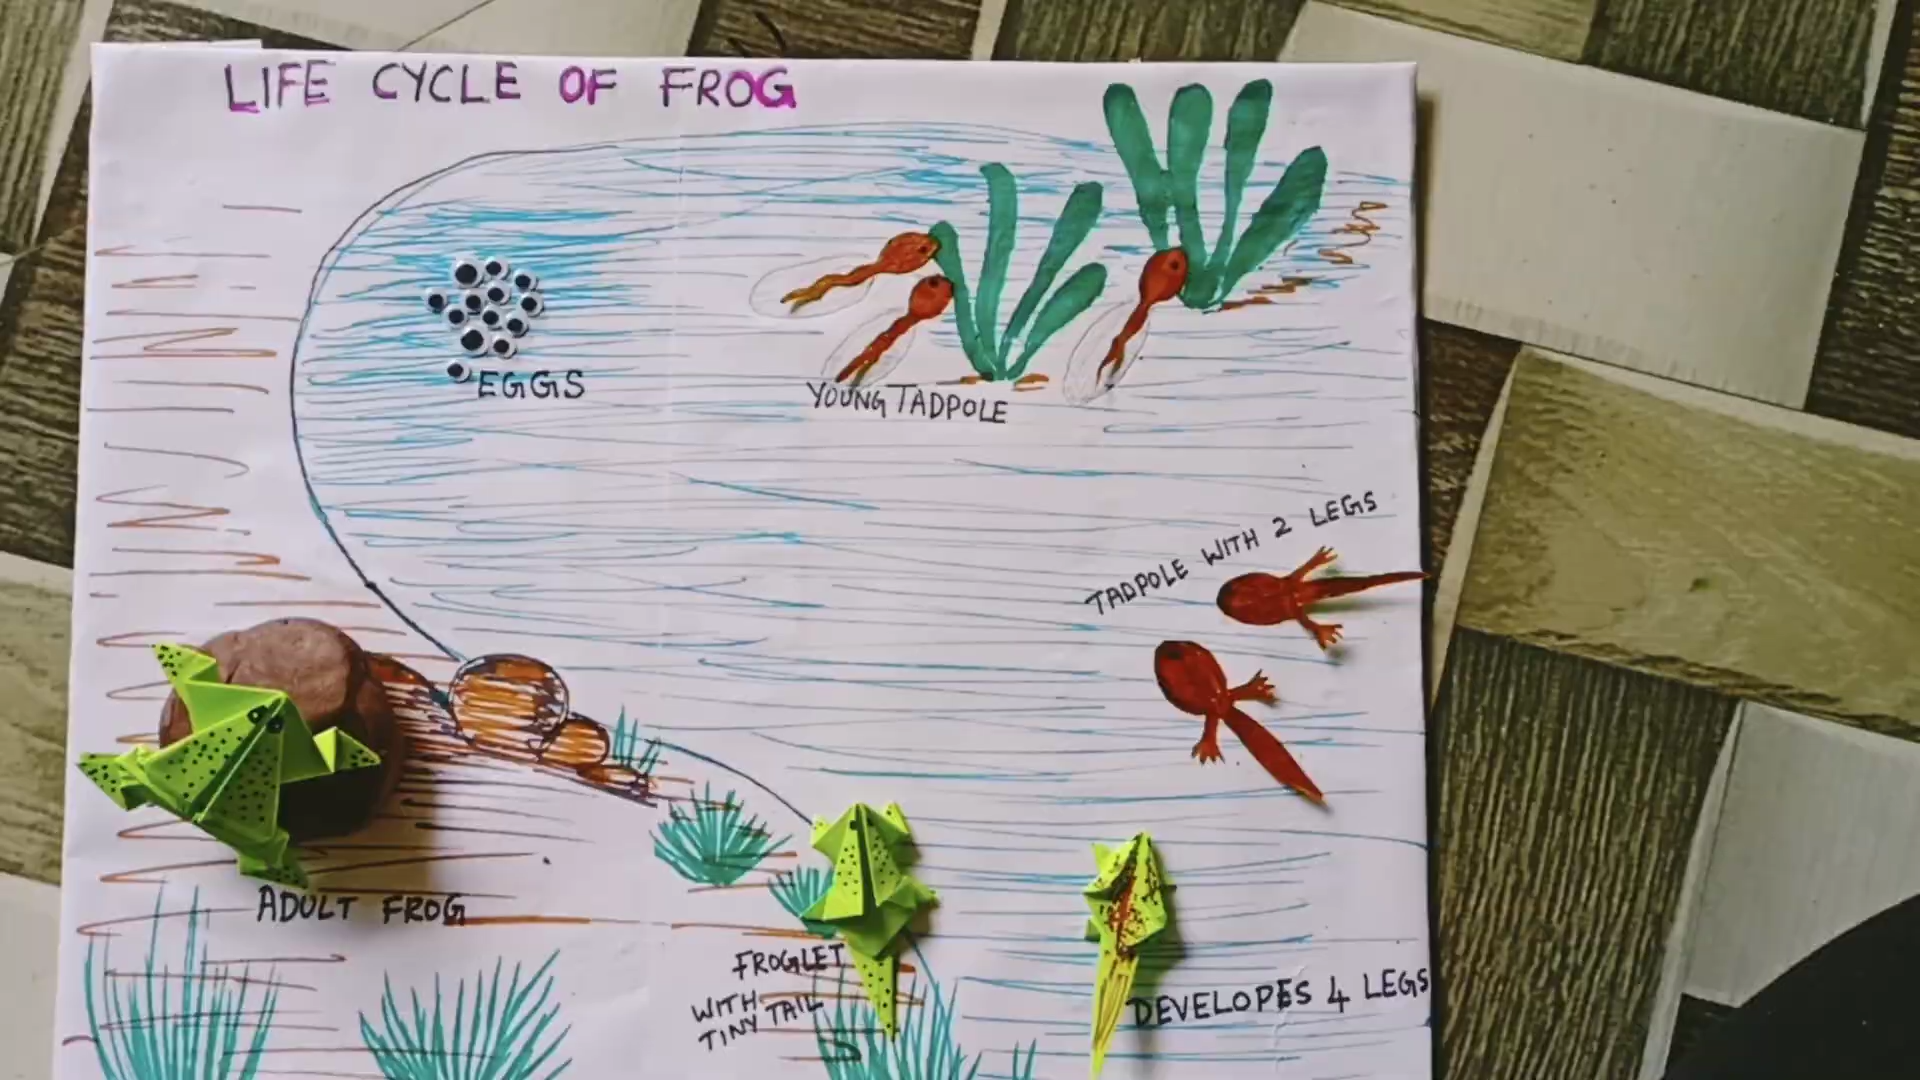 LIFE CYCLE OF FROG
EGGS
YOUNG TADPOLE
TADPOLE WITH 2 LEGS
DEVELOPES 4 LEGS
FROGLET
WITH
TINY TAIL
ADULT FROG